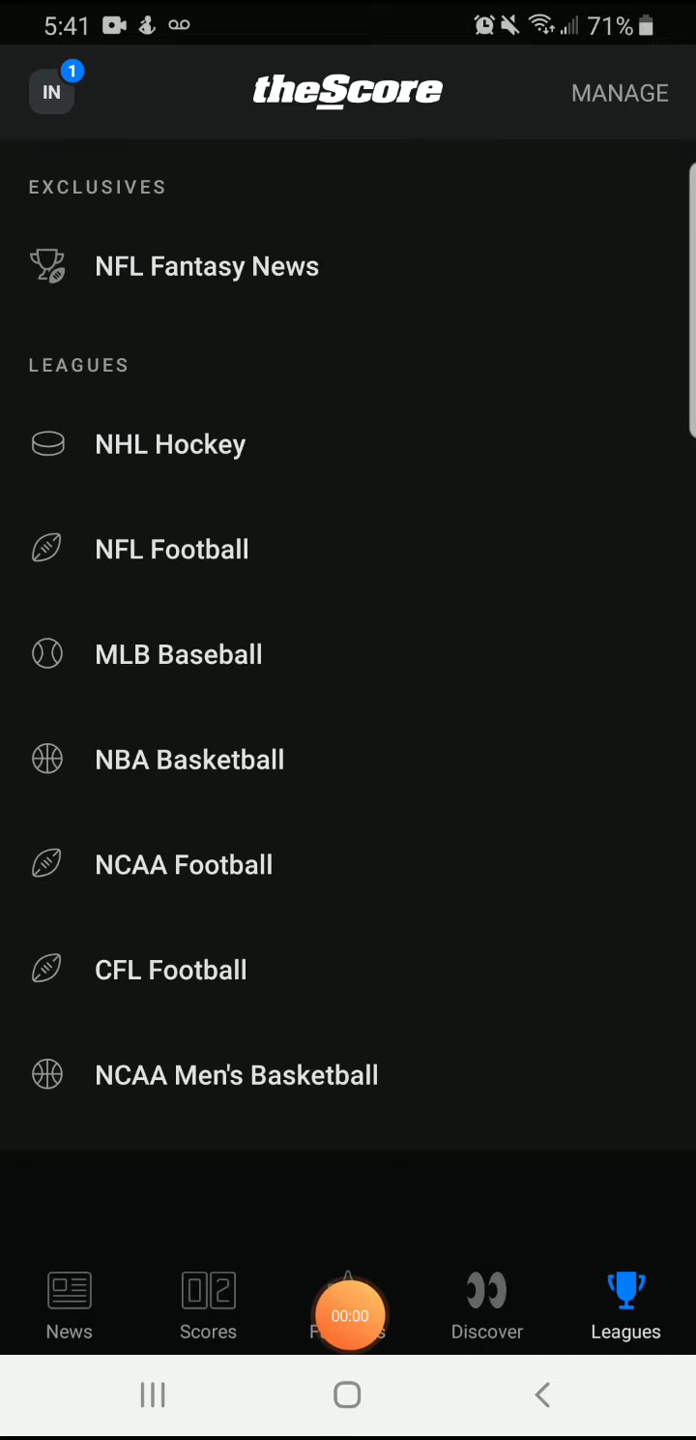 5:41 71%
IN 1 theScore MANAGE
EXCLUSIVES
NFL Fantasy News
LEAGUES
NHL Hockey
NFL Football
MLB Baseball
NBA Basketball
NCAA Football
CFL Football
NCAA Men's Basketball
00:00
News Scores Discover Leagues